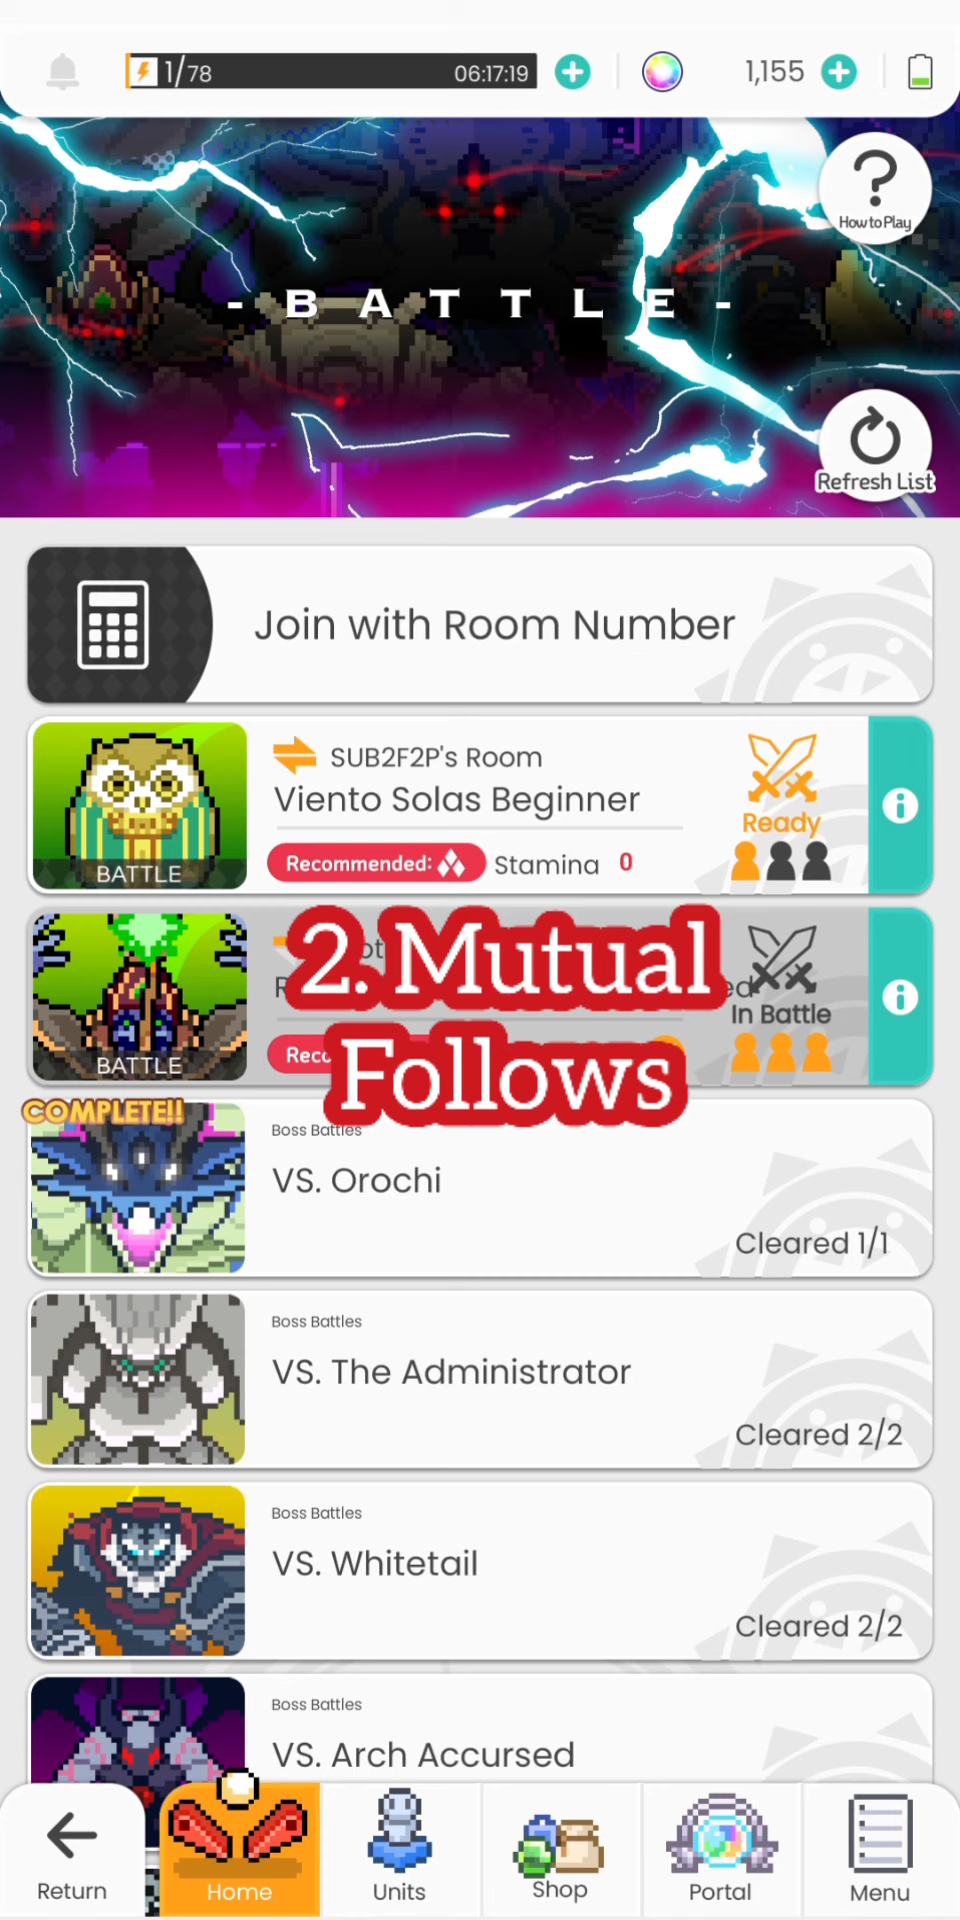 1/78
06:17:19
1,155
How to Play
- BATTLE -
Refresh List
Join with Room Number
SUB2F2P's Room
Viento Solas Beginner
Ready
BATTLE
Recommended:
Stamina 0
2. Mutual
Follows
In Battle
BATTLE
COMPLETE!!
Boss Battles
VS. Orochi
Cleared 1/1
Boss Battles
VS. The Administrator
Cleared 2/2
Boss Battles
VS. Whitetail
Cleared 2/2
Boss Battles
VS. Arch Accursed
Return
Home
Units
Shop
Portal
Menu